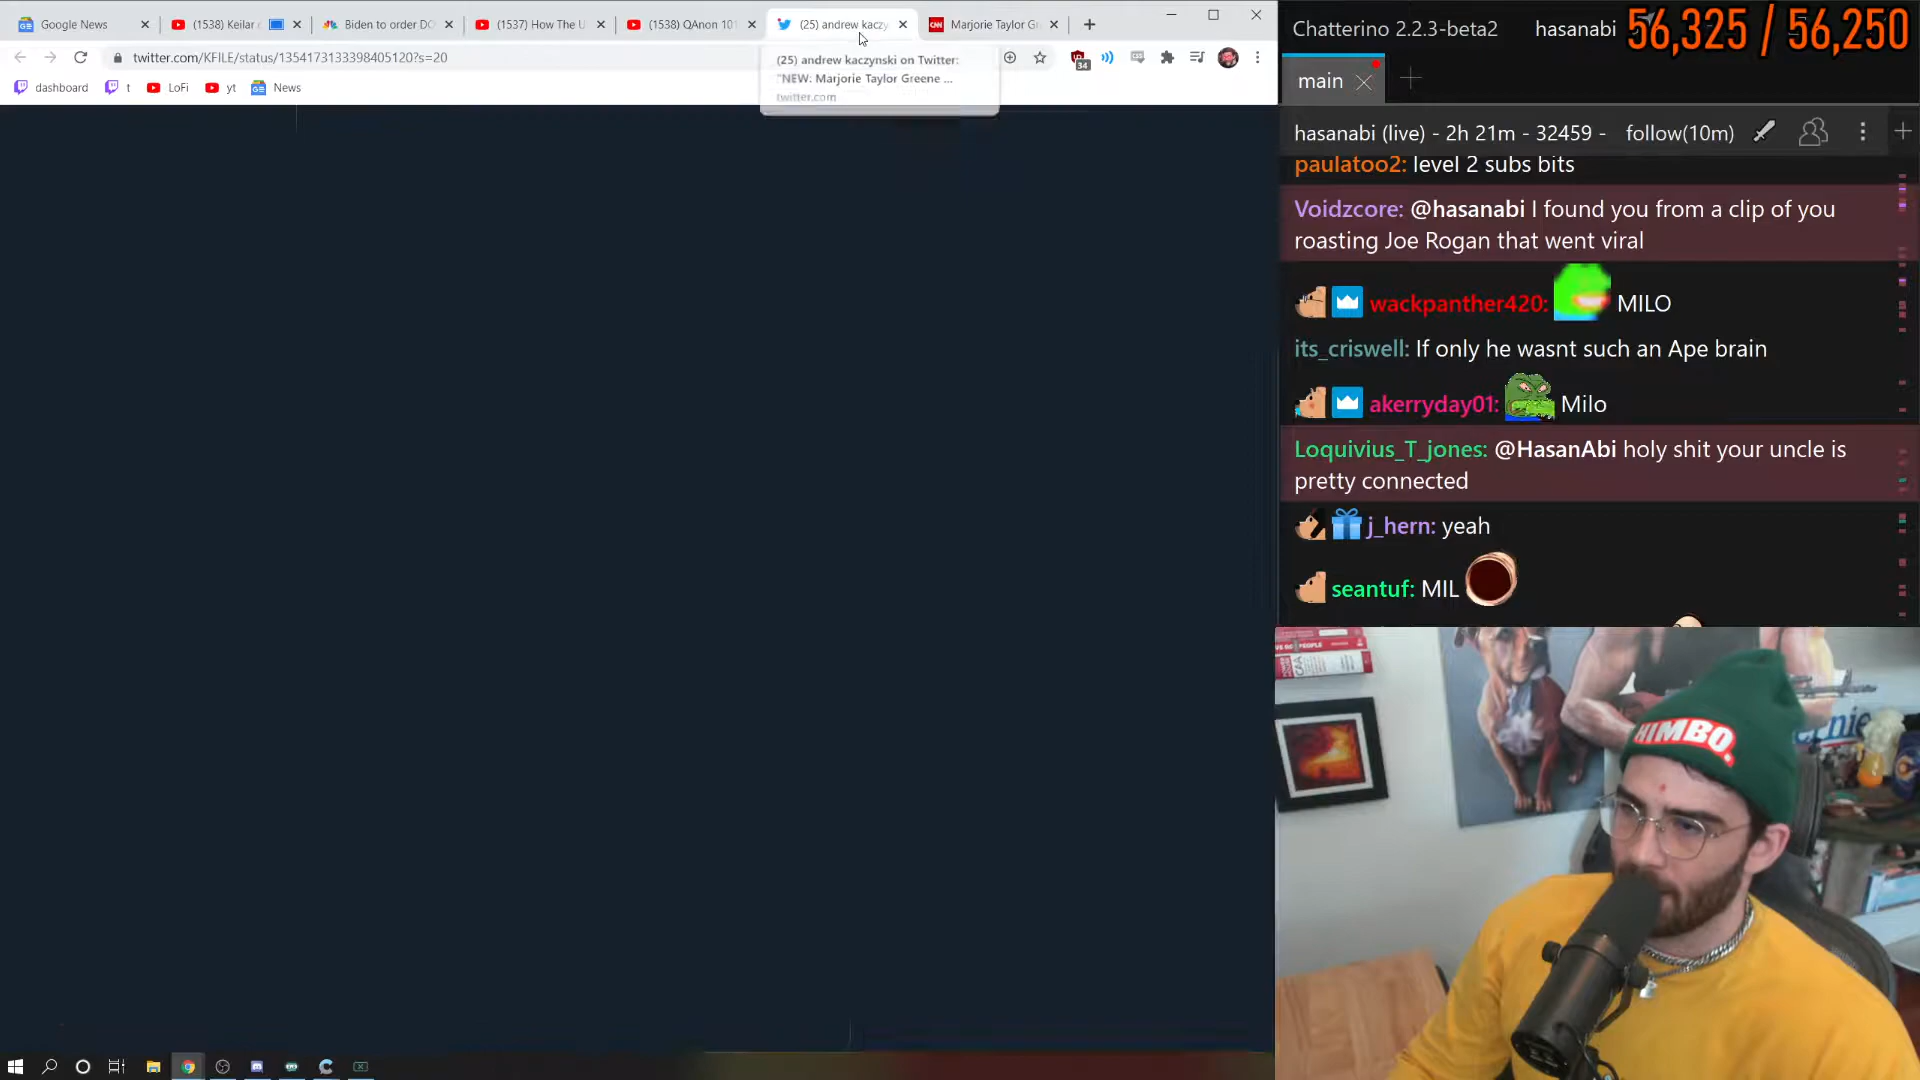 Google News
(1538) Keilar
Biden to order DO
(1537) How The U
(1538) QAnon 101
(25) andrew kaczy
CNN
Marjorie Taylor Gr
twitter.com/KFILE/status/1354173133398405120?s=20
34
(25) andrew kaczynski on Twitter:
"NEW: Marjorie Taylor Greene ...
twitter.com
dashboard
t
LoFi
yt
News
Chatterino 2.2.3-beta2
hasanabi
56,325 / 56,250
main
hasanabi (live) - 2h 21m - 32459 - follow(10m)
paulatoo2: level 2 subs bits
Voidzcore: @hasanabi I found you from a clip of you
roasting Joe Rogan that went viral
wackpanther420: MILO
its_criswell: If only he wasnt such an Ape brain
akerryday01: Milo
Loquivius_T_jones: @HasanAbi holy shit your uncle is
pretty connected
j_hern: yeah
seantuf: MIL
HIMBO.